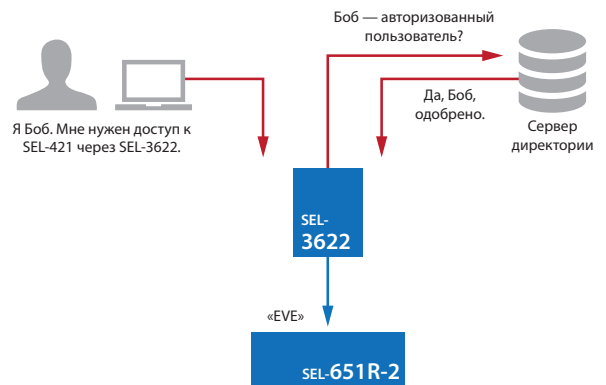 Боб — авторизованный
пользователь?
Да, Боб,
одобрено.
Сервер
директории
Я Боб. Мне нужен доступ к
SEL-421 через SEL-3622.
SEL-
3622
«EVE»
SEL-651R-2